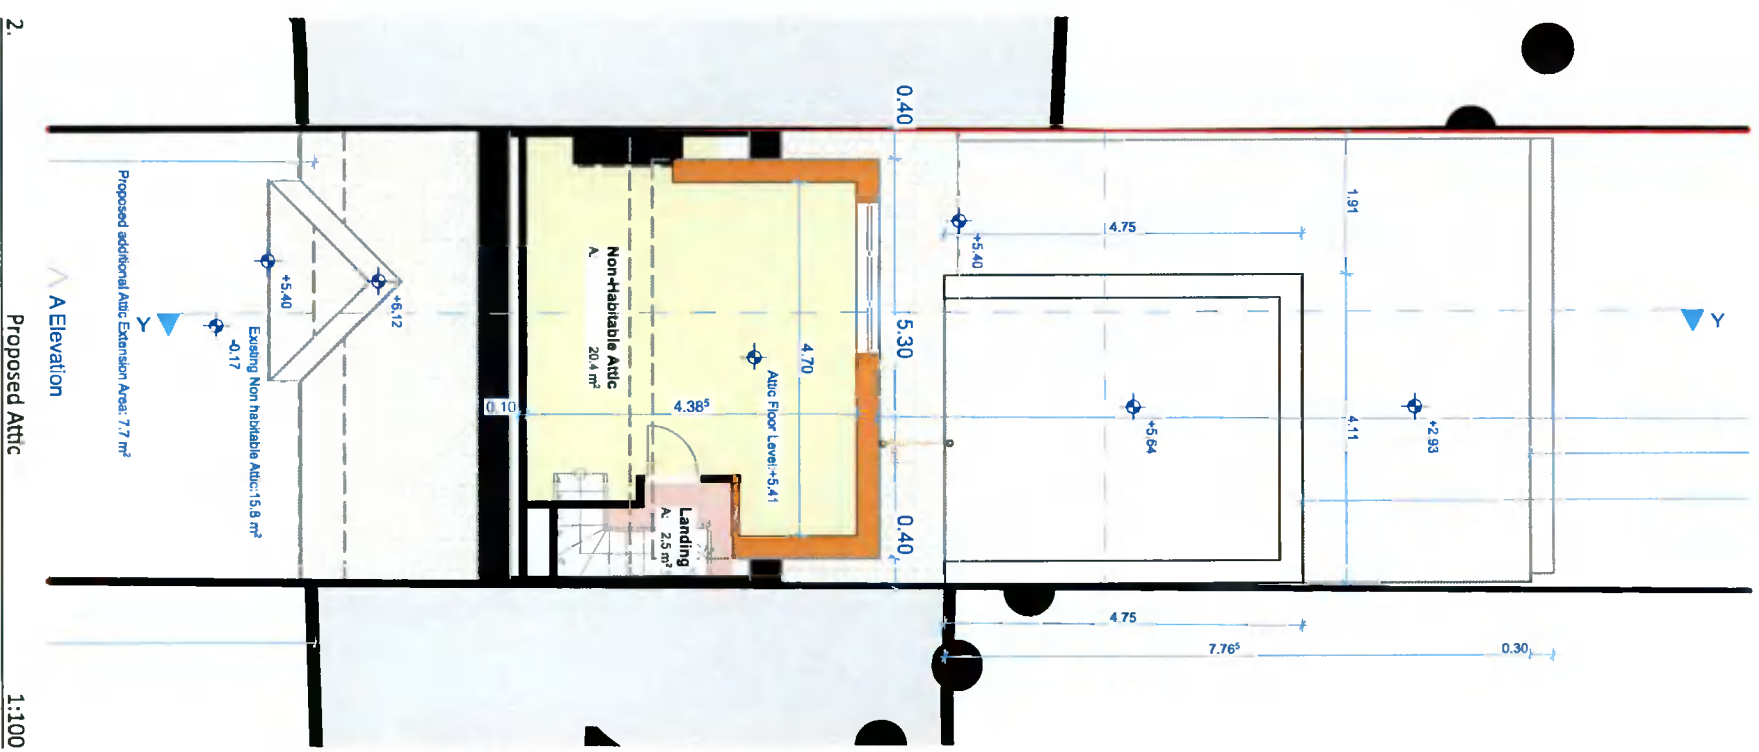 2.
Proposed Attic
1:100
A Elevation
Proposed additional Attic Extension Area: 7.7 m²
Existing Non habitable Attic:15.8 m²
Y
-0.17
+5.40
+6.12
0.10
Non-Habitable Attic
A: 20.4 m²
4.38⁵
4.70
Attic Floor Level:+5.41
Landing
A: 2.5 m²
0.40
5.30
0.40
+5.40
4.75
+5.64
1.91
4.11
+2.93
4.75
7.76⁵
0.30
Y